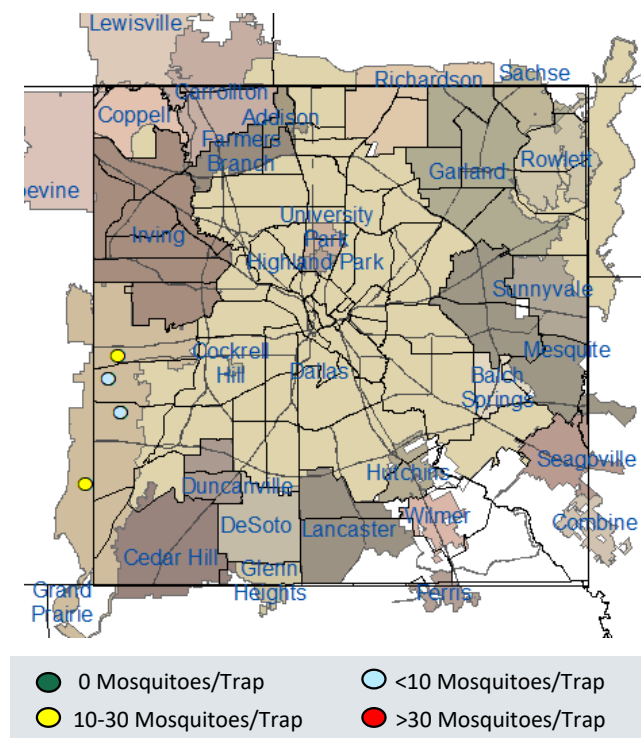 Lewisville
Carrollton
Richardson
Sachse
Coppell
Addison
Farmers
Branch
Garland
Rowlett
evine
University
Park
Irving
Highland Park
Sunnyvale
Cockrell
Hill
Dallas
Mesquite
Balch
Springs
Seagoville
Hutchins
Duncanville
DeSoto
Lancaster
Wilmer
Combine
Cedar Hill
Glenn
Heights
Grand
Prairie
Ferris
0 Mosquitoes/Trap
<10 Mosquitoes/Trap
10-30 Mosquitoes/Trap
>30 Mosquitoes/Trap